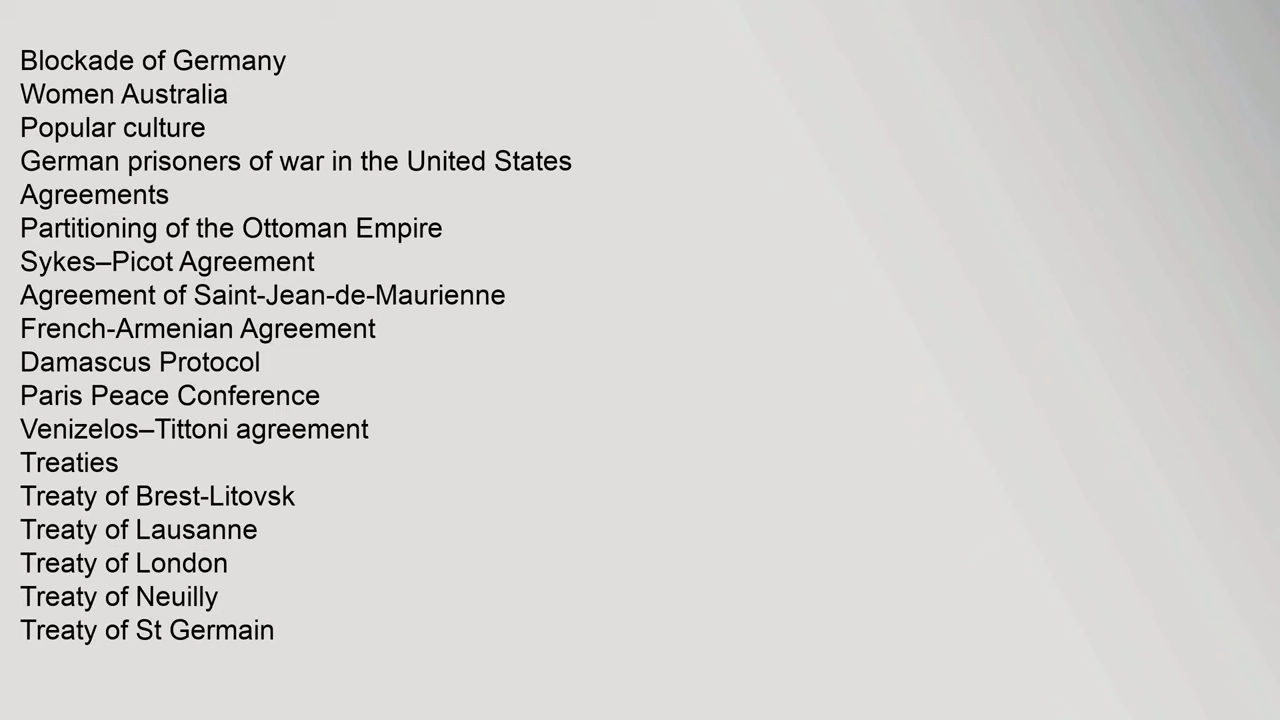 Blockade of Germany
Women Australia
Popular culture
German prisoners of war in the United States
Agreements
Partitioning of the Ottoman Empire
Sykes–Picot Agreement
Agreement of Saint-Jean-de-Maurienne
French-Armenian Agreement
Damascus Protocol
Paris Peace Conference
Venizelos–Tittoni agreement
Treaties
Treaty of Brest-Litovsk
Treaty of Lausanne
Treaty of London
Treaty of Neuilly
Treaty of St Germain